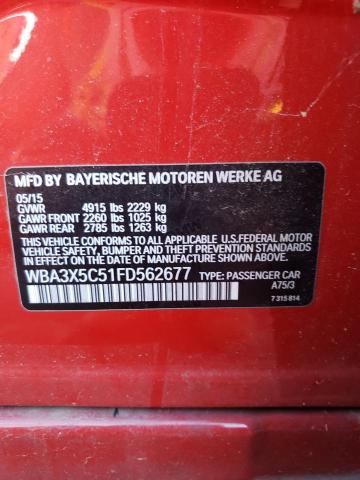 MFD BY BAYERISCHE MOTOREN WERKE AG
05/15
GVWR 4915 lbs 2229 kg
GAWR FRONT 2260 lbs 1025 kg
GAWR REAR 2785 lbs 1263 kg
THIS VEHICLE CONFORMS TO ALL APPLICABLE U.S.FEDERAL MOTOR
VEHICLE SAFETY, BUMPER, AND THEFT PREVENTION STANDARDS
IN EFFECT ON THE DATE OF MANUFACTURE SHOWN ABOVE.
WBA3X5C51FD562677 TYPE: PASSENGER CAR
A75/3
7 315 814